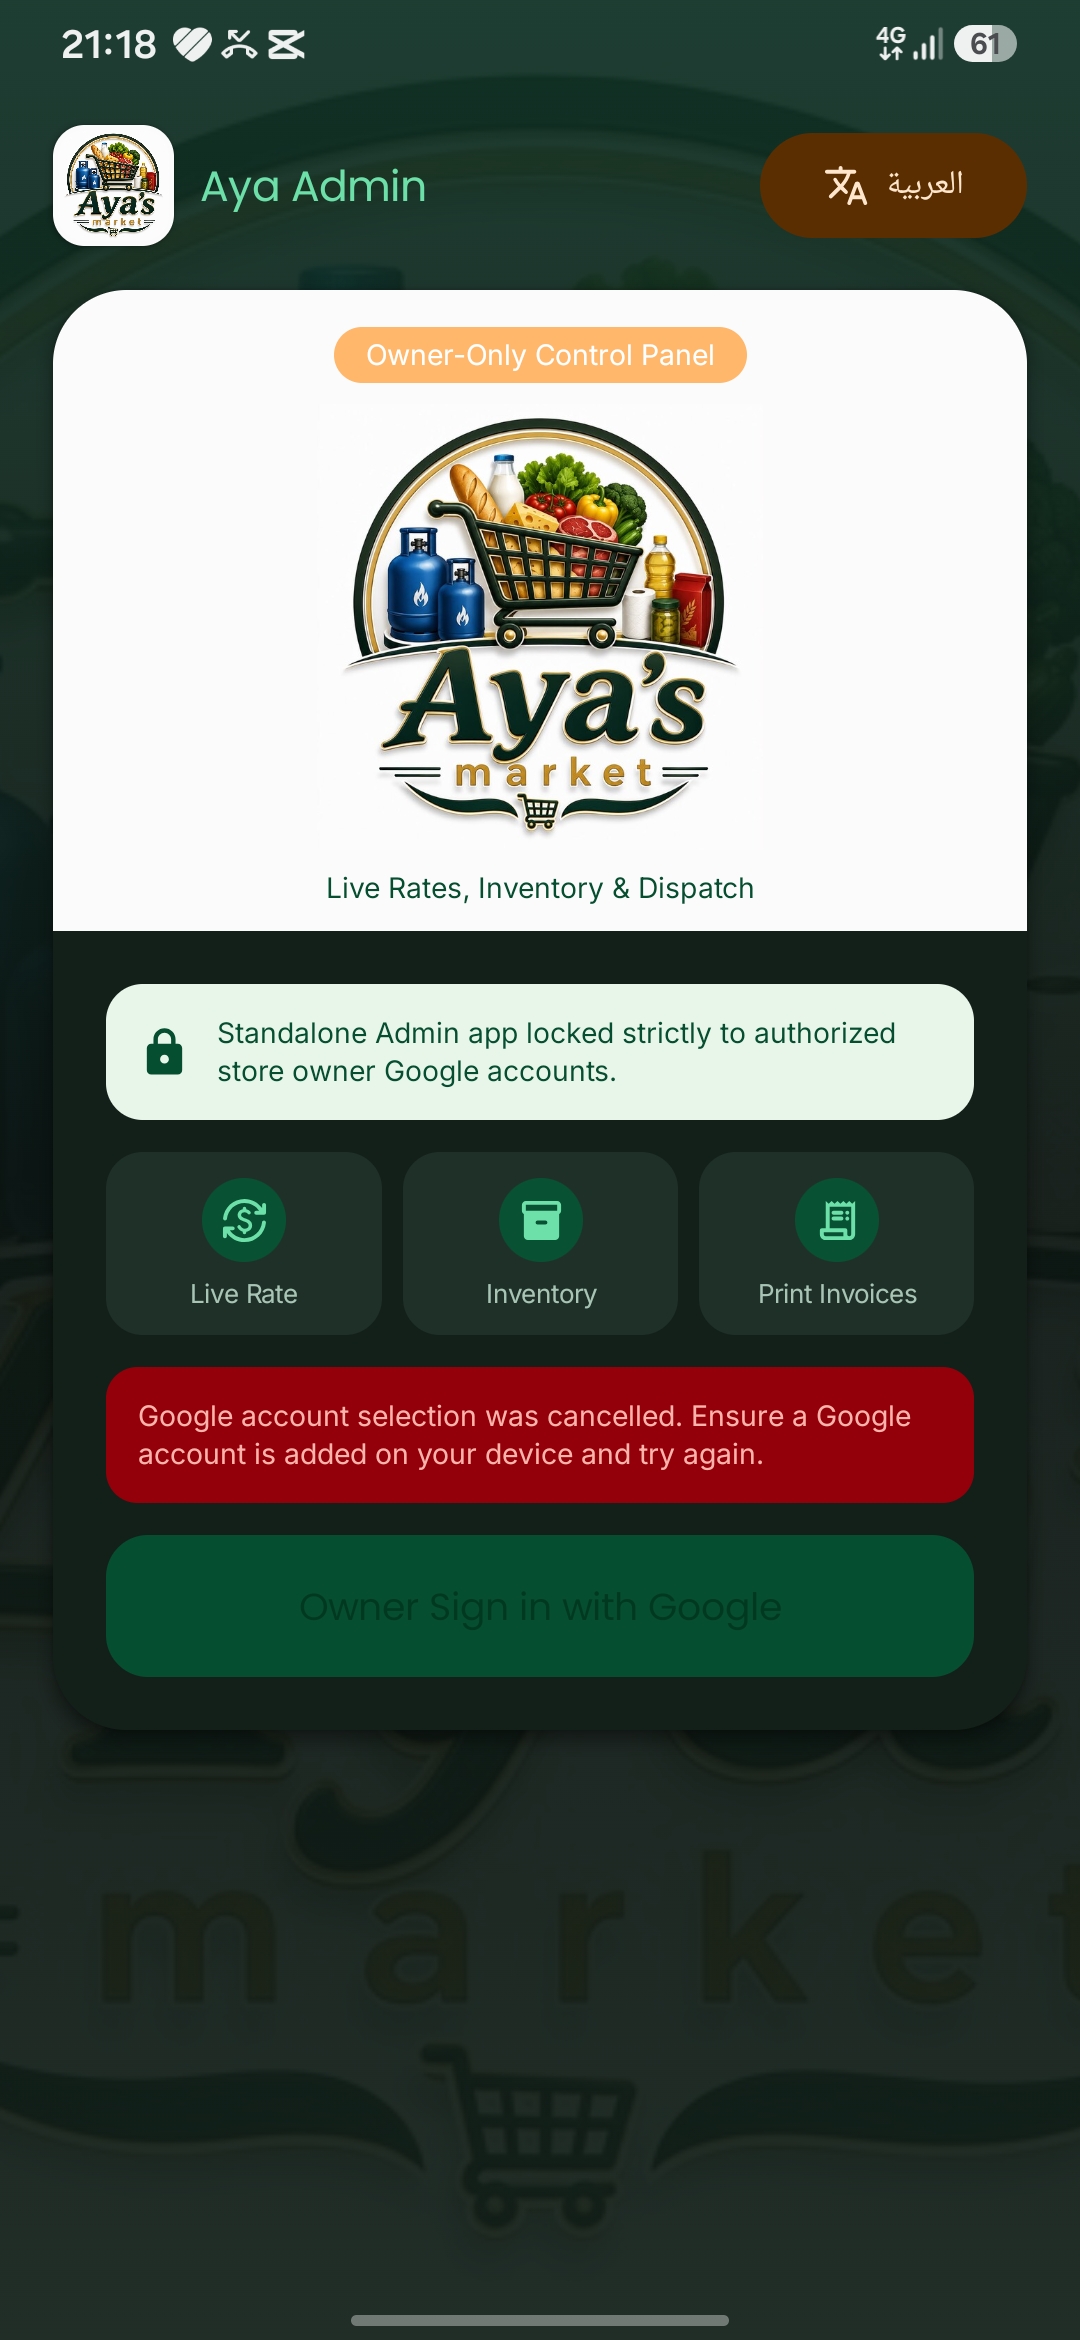 21:18
4G
61
Aya's
market
Aya Admin
العربية
Owner-Only Control Panel
Aya's
market
Live Rates, Inventory & Dispatch
Standalone Admin app locked strictly to authorized
store owner Google accounts.
Live Rate
Inventory
Print Invoices
Google account selection was cancelled. Ensure a Google
account is added on your device and try again.
Owner Sign in with Google
market